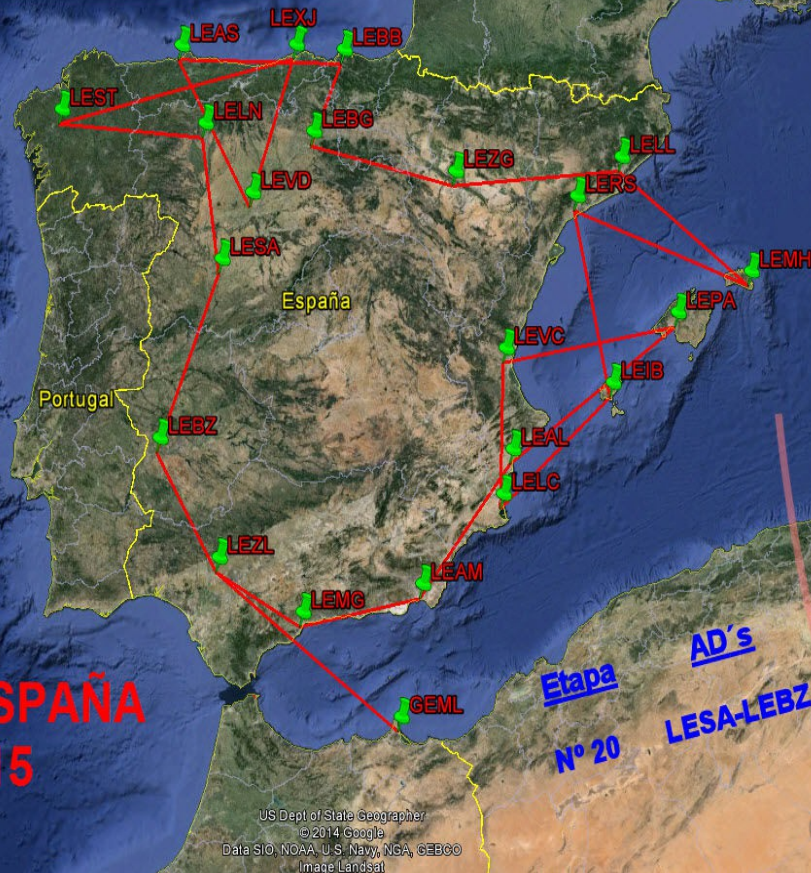 LEXJ
LEAS
LEBB
LEST
LELN
LEBG
LEZG
LELL
LEVD
LERS
LESA
LEMH
España
LEPA
LEVC
LEIB
Portugal
LEBZ
LEAL
LELC
LEZL
LEAM
LEMG
GEML
Etapa
AD´s
Nº 20
LESA-LEBZ
SPAÑA
5
US Dept of State Geographer
© 2014 Google
Data SIO, NOAA, U.S. Navy, NGA, GEBCO
Image Landsat